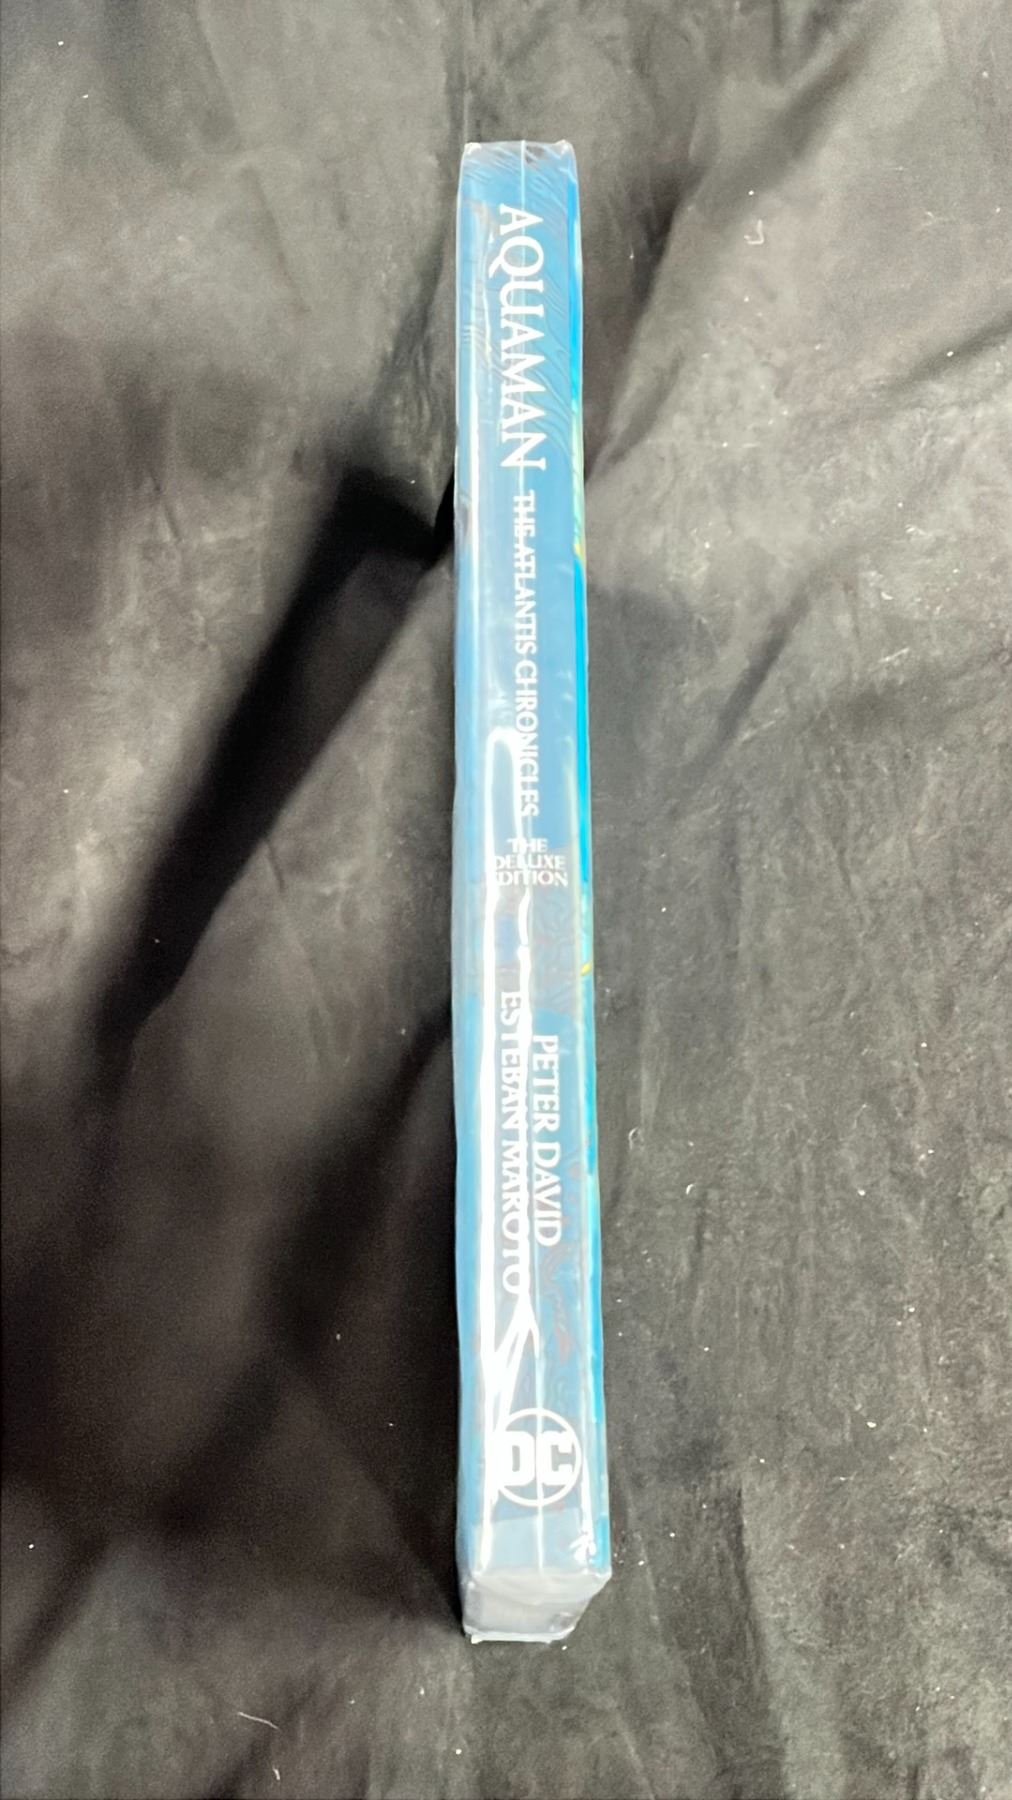 AQUAMAN THE ATLANTIS CHRONICLES
THE
DELUXE
EDITION
PETER DAVID
ESTEBAN MAROTO
DC